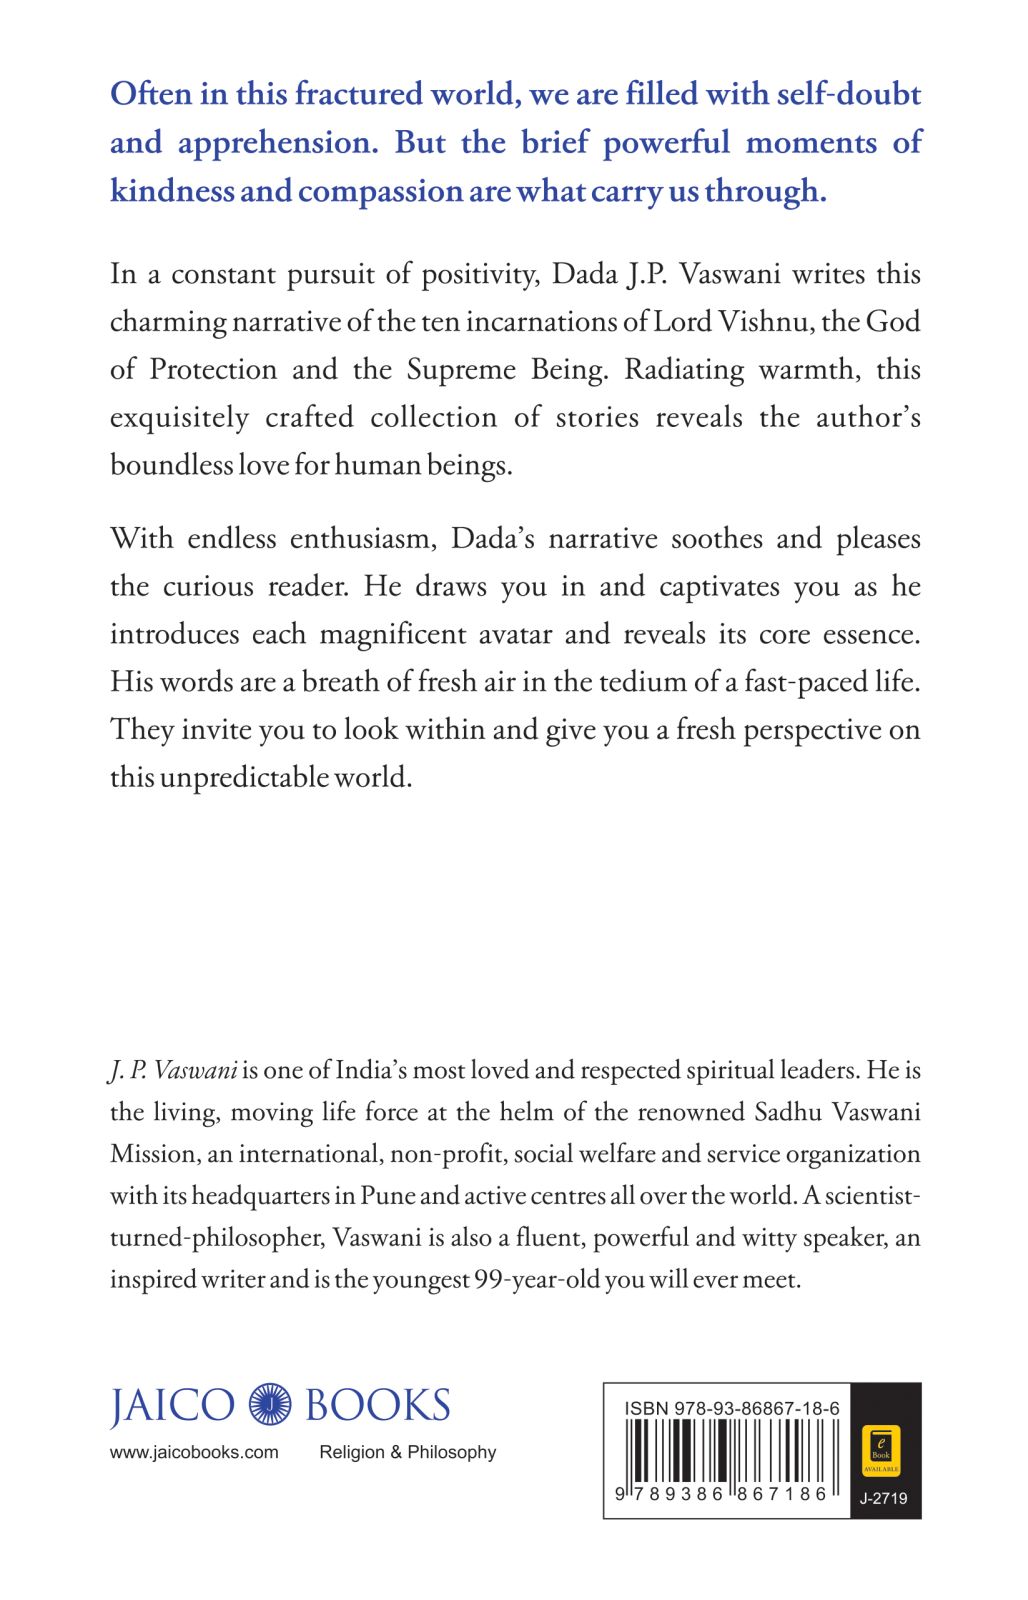 Often in this fractured world, we are filled with self-doubt
and apprehension. But the brief powerful moments of
kindness and compassion are what carry us through.
In a constant pursuit of positivity, Dada J.P. Vaswani writes this
charming narrative of the ten incarnations of Lord Vishnu, the God
of Protection and the Supreme Being. Radiating warmth, this
exquisitely crafted collection of stories reveals the author’s
boundless love for human beings.
With endless enthusiasm, Dada’s narrative soothes and pleases
the curious reader. He draws you in and captivates you as he
introduces each magnificent avatar and reveals its core essence.
His words are a breath of fresh air in the tedium of a fast-paced life.
They invite you to look within and give you a fresh perspective on
this unpredictable world.
J. P. Vaswani is one of India’s most loved and respected spiritual leaders. He is
the living, moving life force at the helm of the renowned Sadhu Vaswani
Mission, an international, non-profit, social welfare and service organization
with its headquarters in Pune and active centres all over the world. A scientist-
turned-philosopher, Vaswani is also a fluent, powerful and witty speaker, an
inspired writer and is the youngest 99-year-old you will ever meet.
JAICO J BOOKS
www.jaicobooks.com Religion & Philosophy
ISBN 978-93-86867-18-6
9 789386 867186
e
Book
AVAILABLE
J-2719